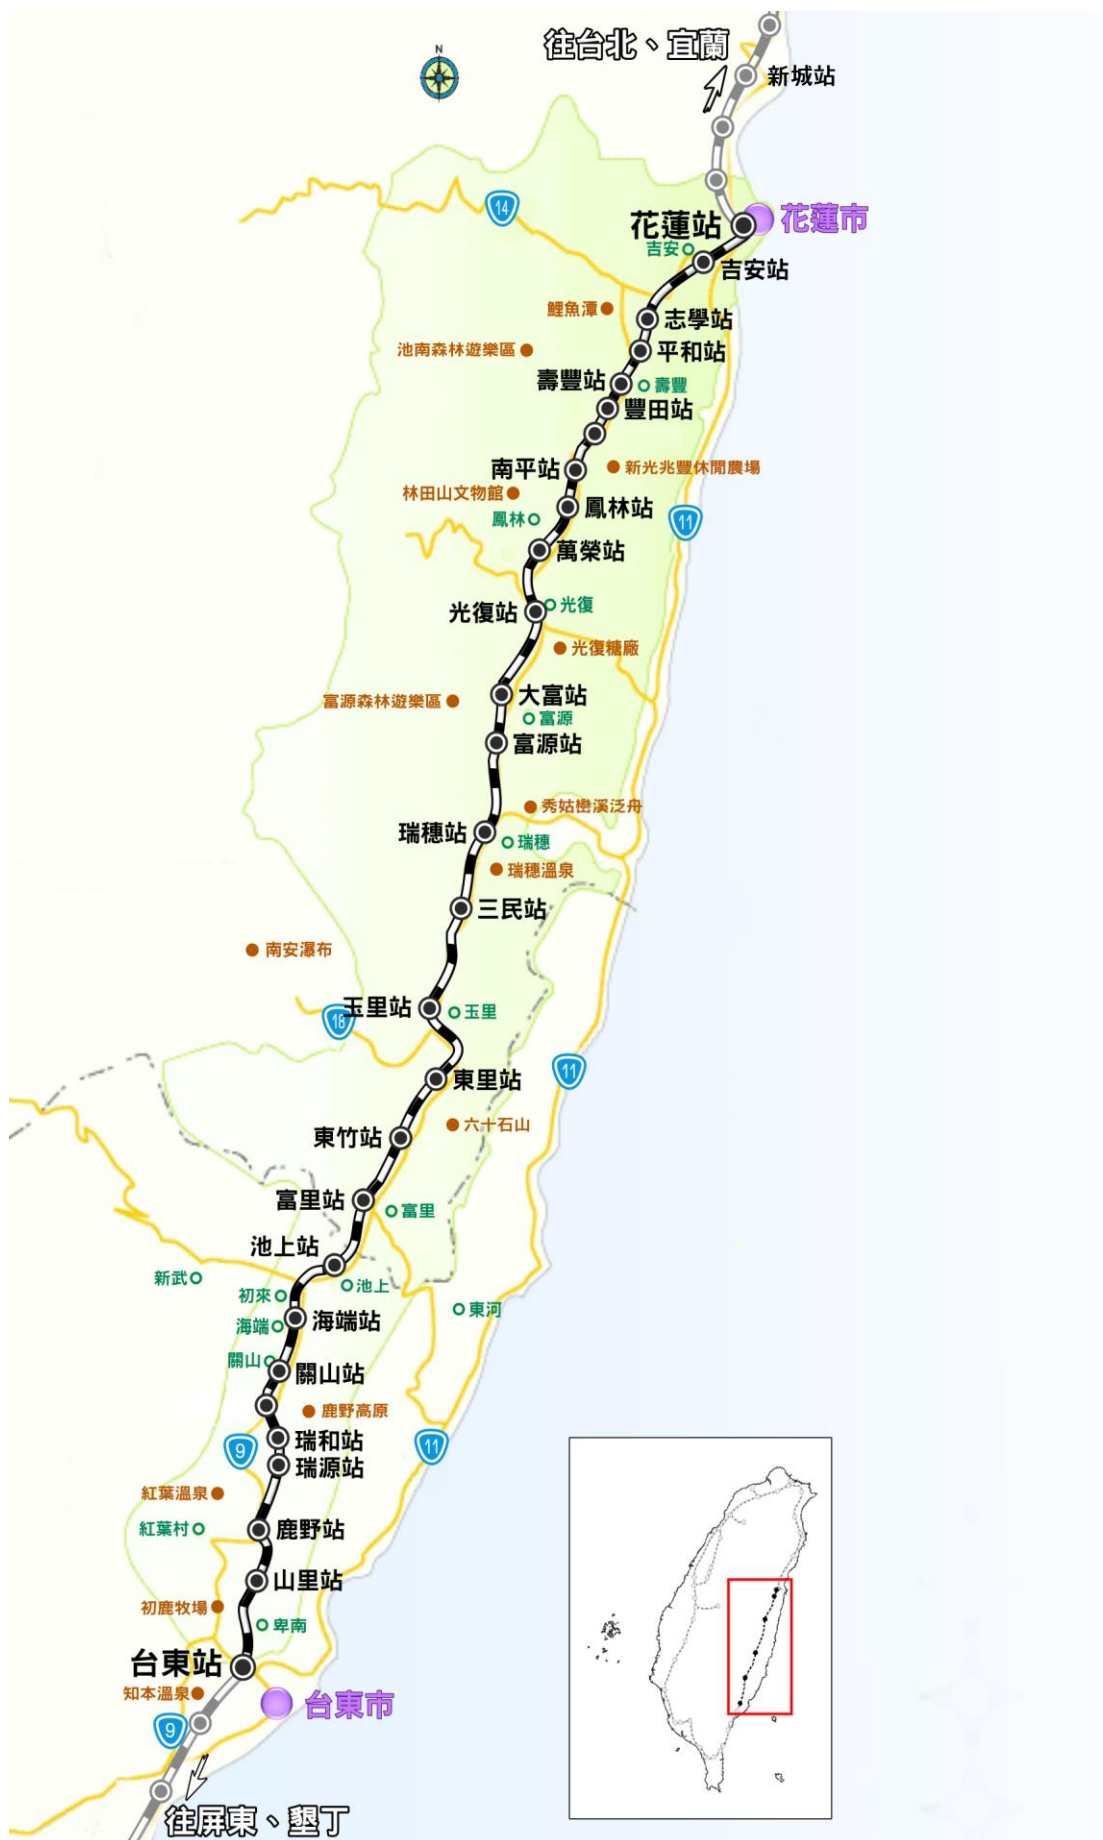 往台北、宜蘭
N
新城站
14
花蓮站
花蓮市
吉安
吉安站
鯉魚潭
志學站
池南森林遊樂區
平和站
壽豐站
壽豐
豐田站
南平站
新光兆豐休閒農場
林田山文物館
鳳林站
鳳林
11
萬榮站
光復站
光復
光復糖廠
富源森林遊樂區
大富站
富源
富源站
秀姑巒溪泛舟
瑞穗站
瑞穗
瑞穗溫泉
三民站
南安瀑布
玉里站
玉里
18
11
東里站
六十石山
東竹站
富里站
富里
池上站
新武
池上
初來
東河
海端
海端站
關山
關山站
鹿野高原
9
瑞和站
11
瑞源站
紅葉溫泉
紅葉村
鹿野站
山里站
初鹿牧場
卑南
台東站
知本溫泉
台東市
9
往屏東、墾丁